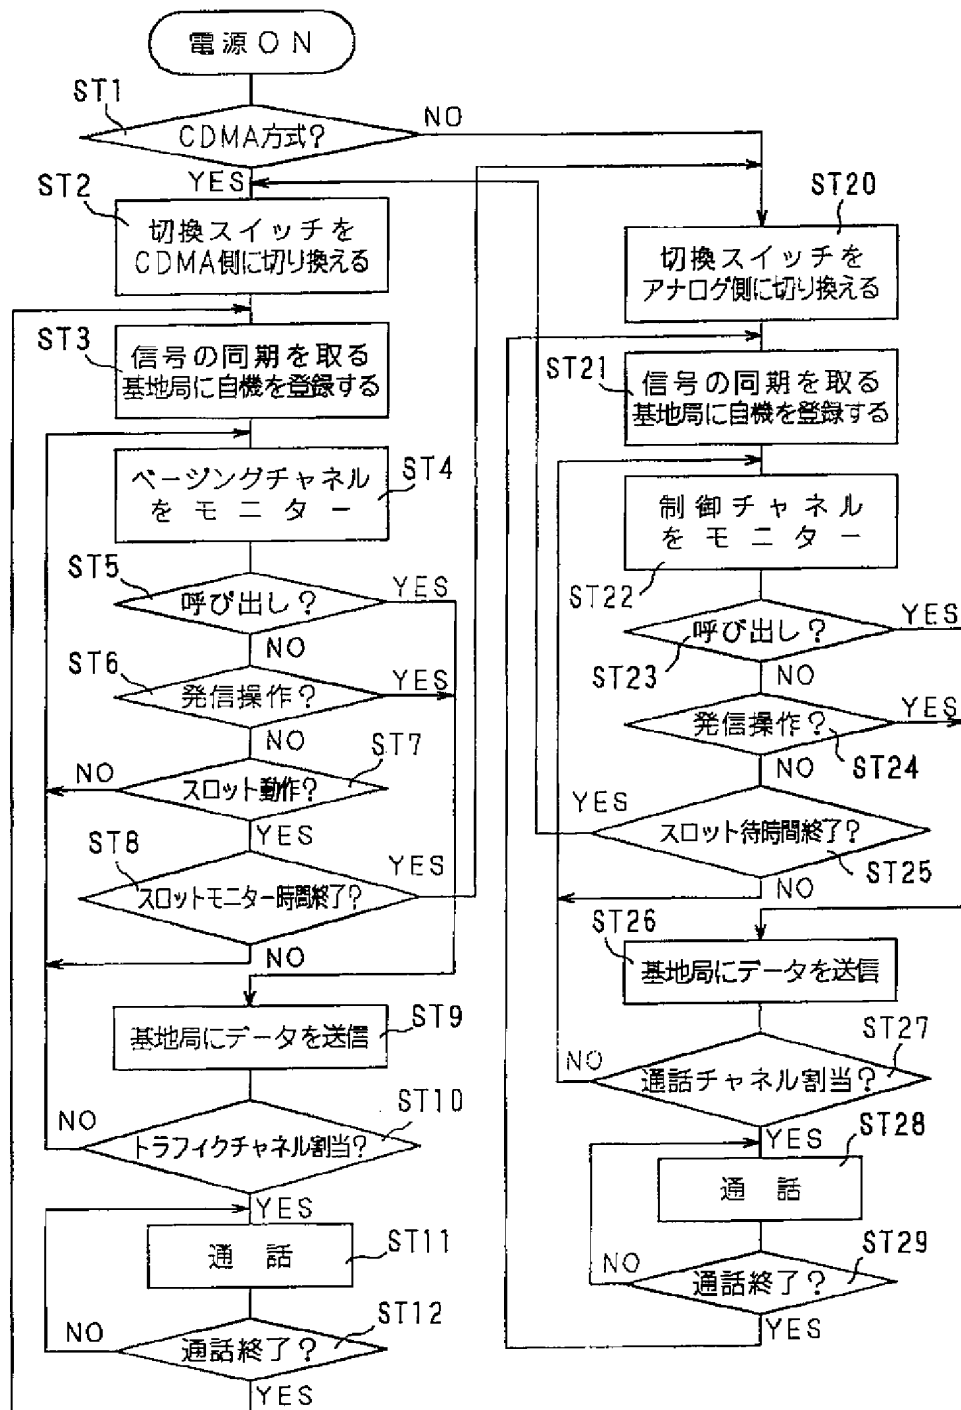 電源ON
ST1
CDMA方式?
NO
YES
ST2
切換スイッチを
CDMA側に切り換える
ST3
信号の同期を取る
基地局に自機を登録する
ページングチャネル
をモニター
ST4
ST5
呼び出し?
YES
NO
ST6
発信操作?
YES
NO
ST7
スロット動作?
NO
YES
ST8
スロットモニター時間終了?
YES
NO
基地局にデータを送信
ST9
トラフィクチャネル割当?
ST10
NO
YES
通話
ST11
通話終了?
ST12
NO
YES
ST20
切換スイッチを
アナログ側に切り換える
ST21
信号の同期を取る
基地局に自機を登録する
制御チャネル
をモニター
ST22
呼び出し?
YES
ST23
NO
発信操作?
YES
ST24
NO
スロット待時間終了?
YES
ST25
NO
ST26
基地局にデータを送信
ST27
通話チャネル割当?
NO
YES
ST28
通話
ST29
通話終了?
NO
YES